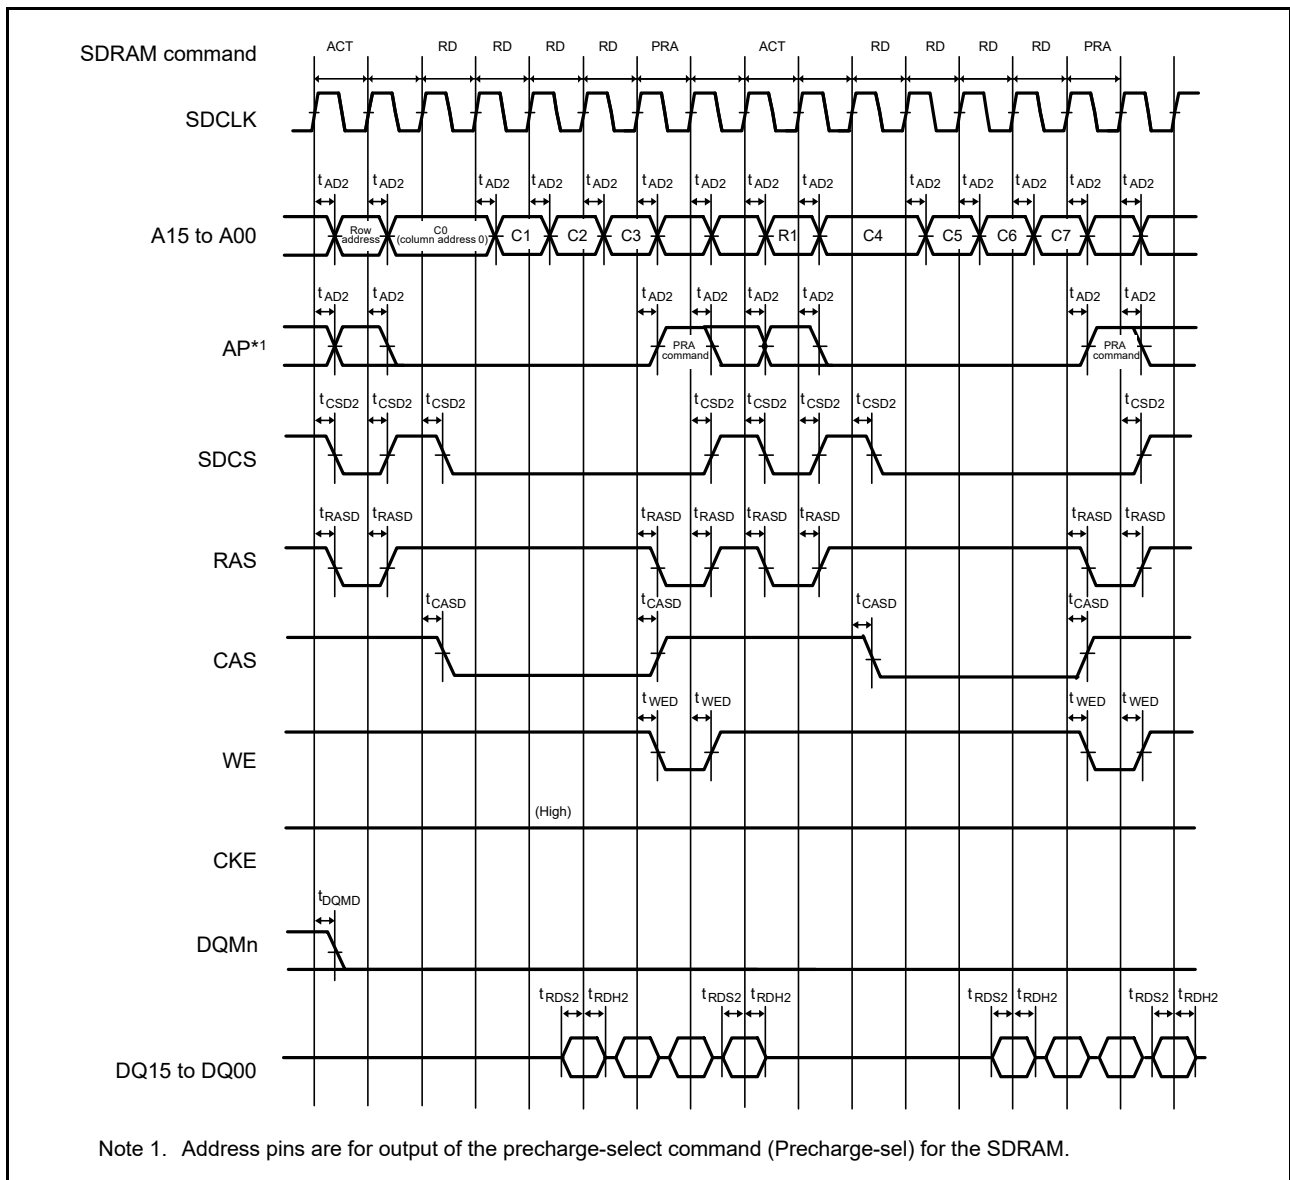 SDRAM command ACT RD RD RD RD PRA ACT RD RD RD RD PRA
SDCLK
tAD2 tAD2 tAD2 tAD2 tAD2 tAD2 tAD2 tAD2 tAD2 tAD2 tAD2 tAD2 tAD2 tAD2
A15 to A00 Row address C0 (column address 0) C1 C2 C3 R1 C4 C5 C6 C7
tAD2 tAD2 tAD2 tAD2 tAD2 tAD2 tAD2 tAD2
AP*1 PRA command PRA command
tCSD2 tCSD2 tCSD2 tCSD2 tCSD2 tCSD2 tCSD2 tCSD2
SDCS
tRASD tRASD tRASD tRASD tRASD tRASD tRASD tRASD
RAS
tCASD tCASD tCASD tCASD
CAS
tWED tWED tWED tWED
WE
(High)
CKE
tDQMD
DQMn
tRDS2 tRDH2 tRDS2 tRDH2 tRDS2 tRDH2 tRDS2 tRDH2
DQ15 to DQ00
Note 1. Address pins are for output of the precharge-select command (Precharge-sel) for the SDRAM.